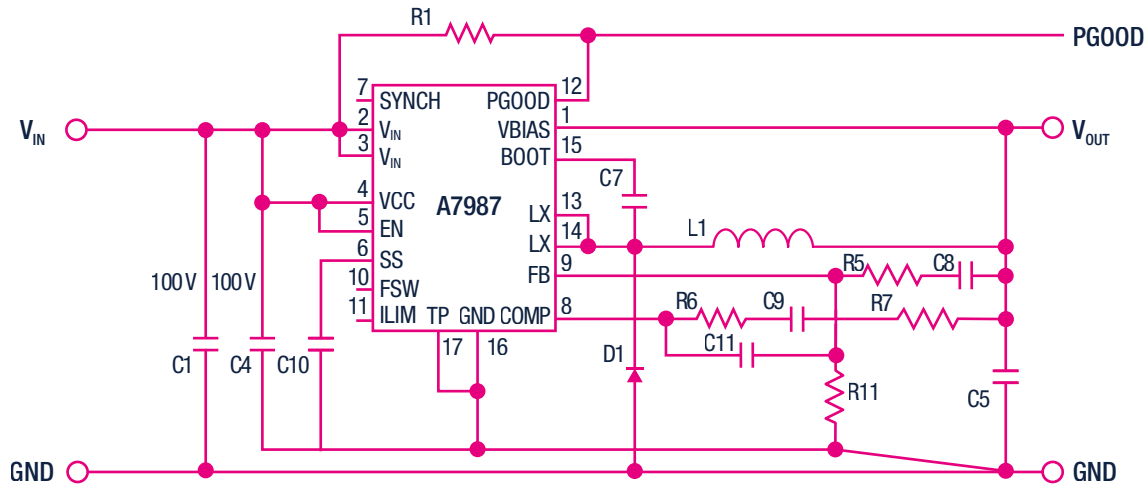 R1
PGOOD
7 SYNCH PGOOD 12
V_IN 2 V_IN VBIAS 1 V_OUT
3 V_IN BOOT 15
C7
4 VCC A7987 LX 13
5 EN LX 14 L1
6 SS FB 9 R5 C8
100V 100V 10 FSW
11 ILIM TP GND COMP 8 R6 C9 R7
17 16
C1 C4 C10 D1 C11 R11 C5
GND GND